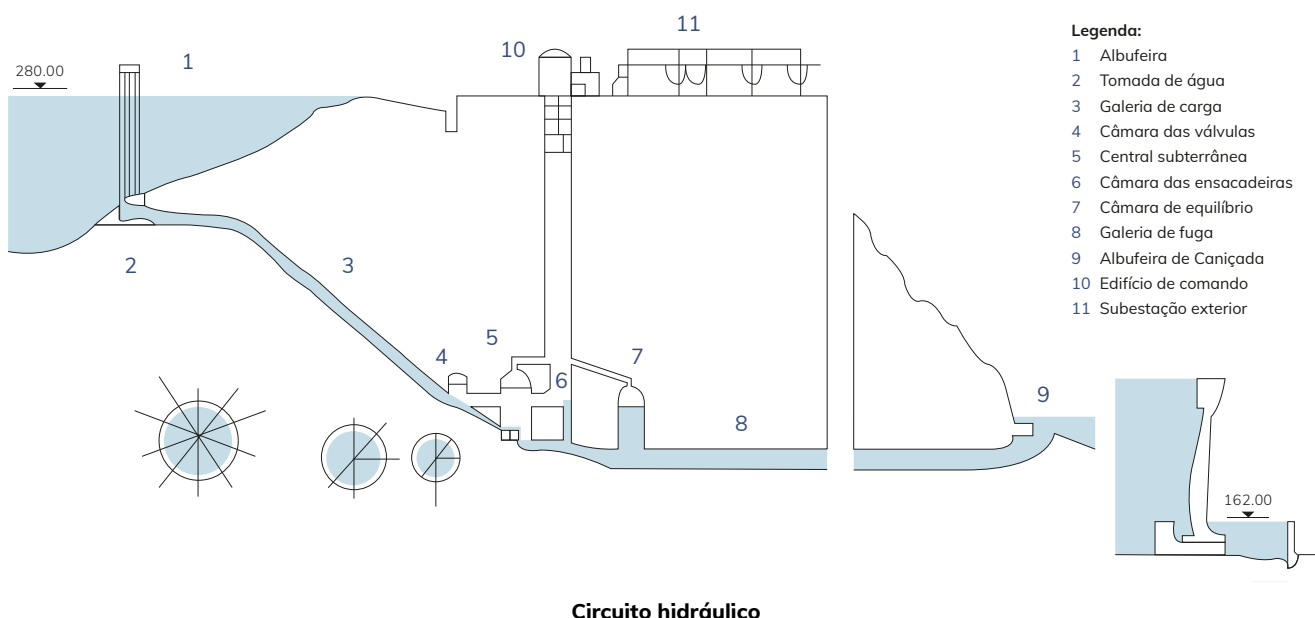 11
10
1
280.00
Legenda:
1 Albufeira
2 Tomada de água
3 Galeria de carga
4 Câmara das válvulas
5 Central subterrânea
6 Câmara das ensacadeiras
7 Câmara de equilíbrio
8 Galeria de fuga
9 Albufeira de Caniçada
10 Edifício de comando
11 Subestação exterior
2
3
5
4
7
6
9
8
162.00
Circuito hidráulico